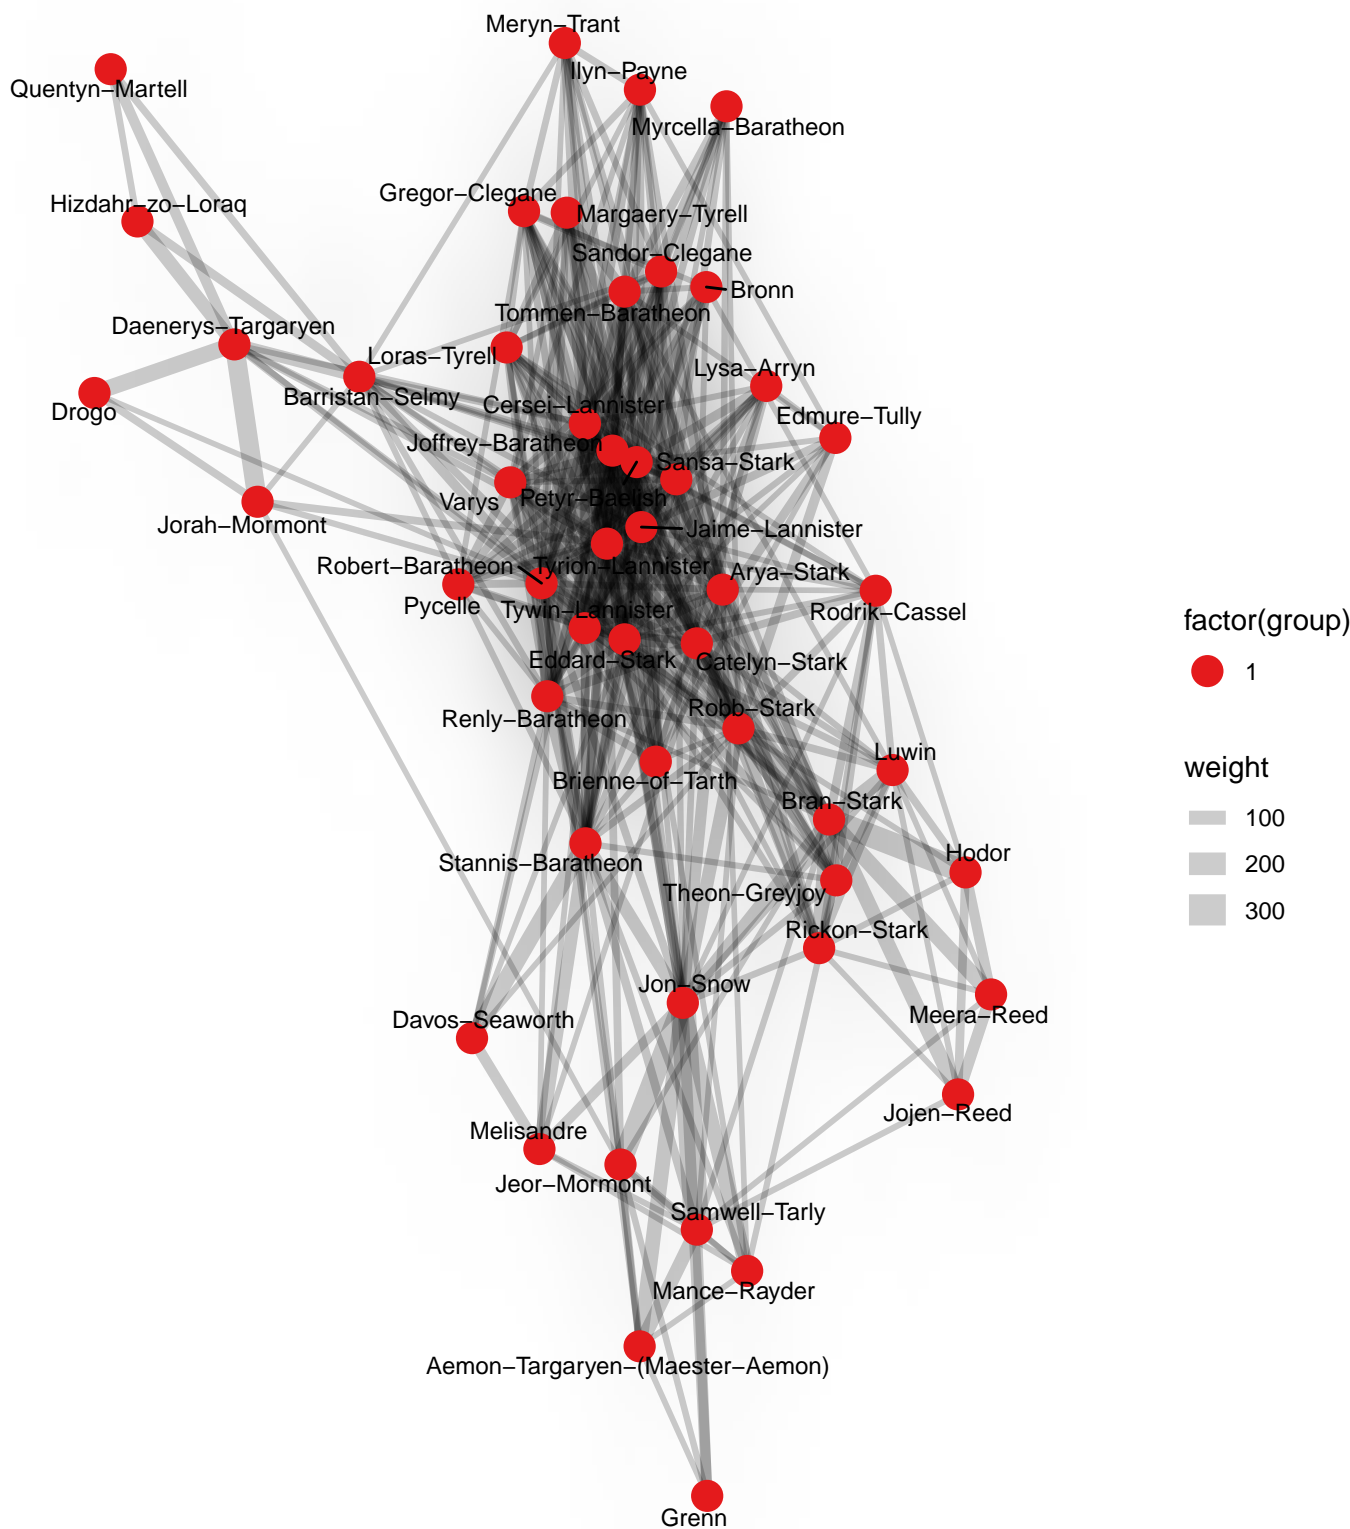 Meryn−Trant
Ilyn−Payne
Quentyn−Martell
Myrcella−Baratheon
Gregor−Clegane
Hizdahr−zo−Loraq
Margaery−Tyrell
Sandor−Clegane
Bronn
Tommen−Baratheon
Daenerys−Targaryen
Loras−Tyrell
Lysa−Arryn
Barristan−Selmy
Cersei−Lannister
Drogo
Edmure−Tully
Joffrey−Baratheon
Sansa−Stark
Varys
Petyr−Baelish
Jorah−Mormont
Jaime−Lannister
Robert−Baratheon
Tyrion−Lannister
Arya−Stark
Pycelle
Tywin−Lannister
Rodrik−Cassel
Eddard−Stark
Catelyn−Stark
Renly−Baratheon
Robb−Stark
Luwin
Brienne−of−Tarth
Bran−Stark
Hodor
Stannis−Baratheon
Theon−Greyjoy
Rickon−Stark
Jon−Snow
Davos−Seaworth
Meera−Reed
Jojen−Reed
Melisandre
Jeor−Mormont
Samwell−Tarly
Mance−Rayder
Aemon−Targaryen−(Maester−Aemon)
Grenn
factor(group)
1
weight
100
200
300